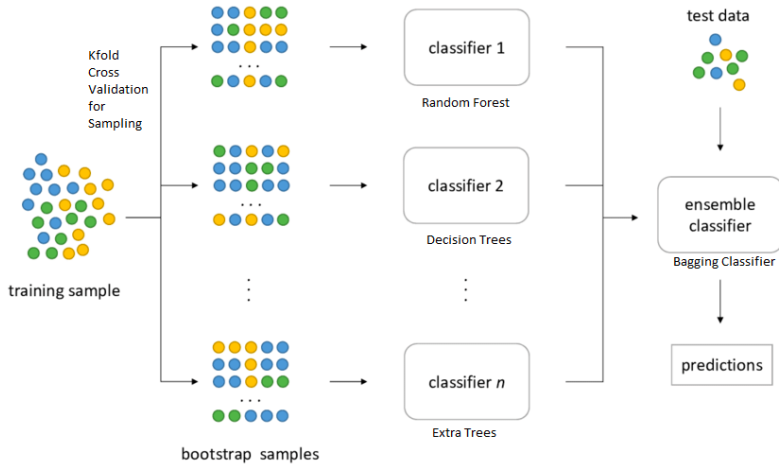 Kfold
Cross
Validation
for
Sampling
training sample
...
...
...
bootstrap samples
classifier 1
Random Forest
classifier 2
Decision Trees
classifier n
Extra Trees
test data
ensemble
classifier
Bagging Classifier
predictions